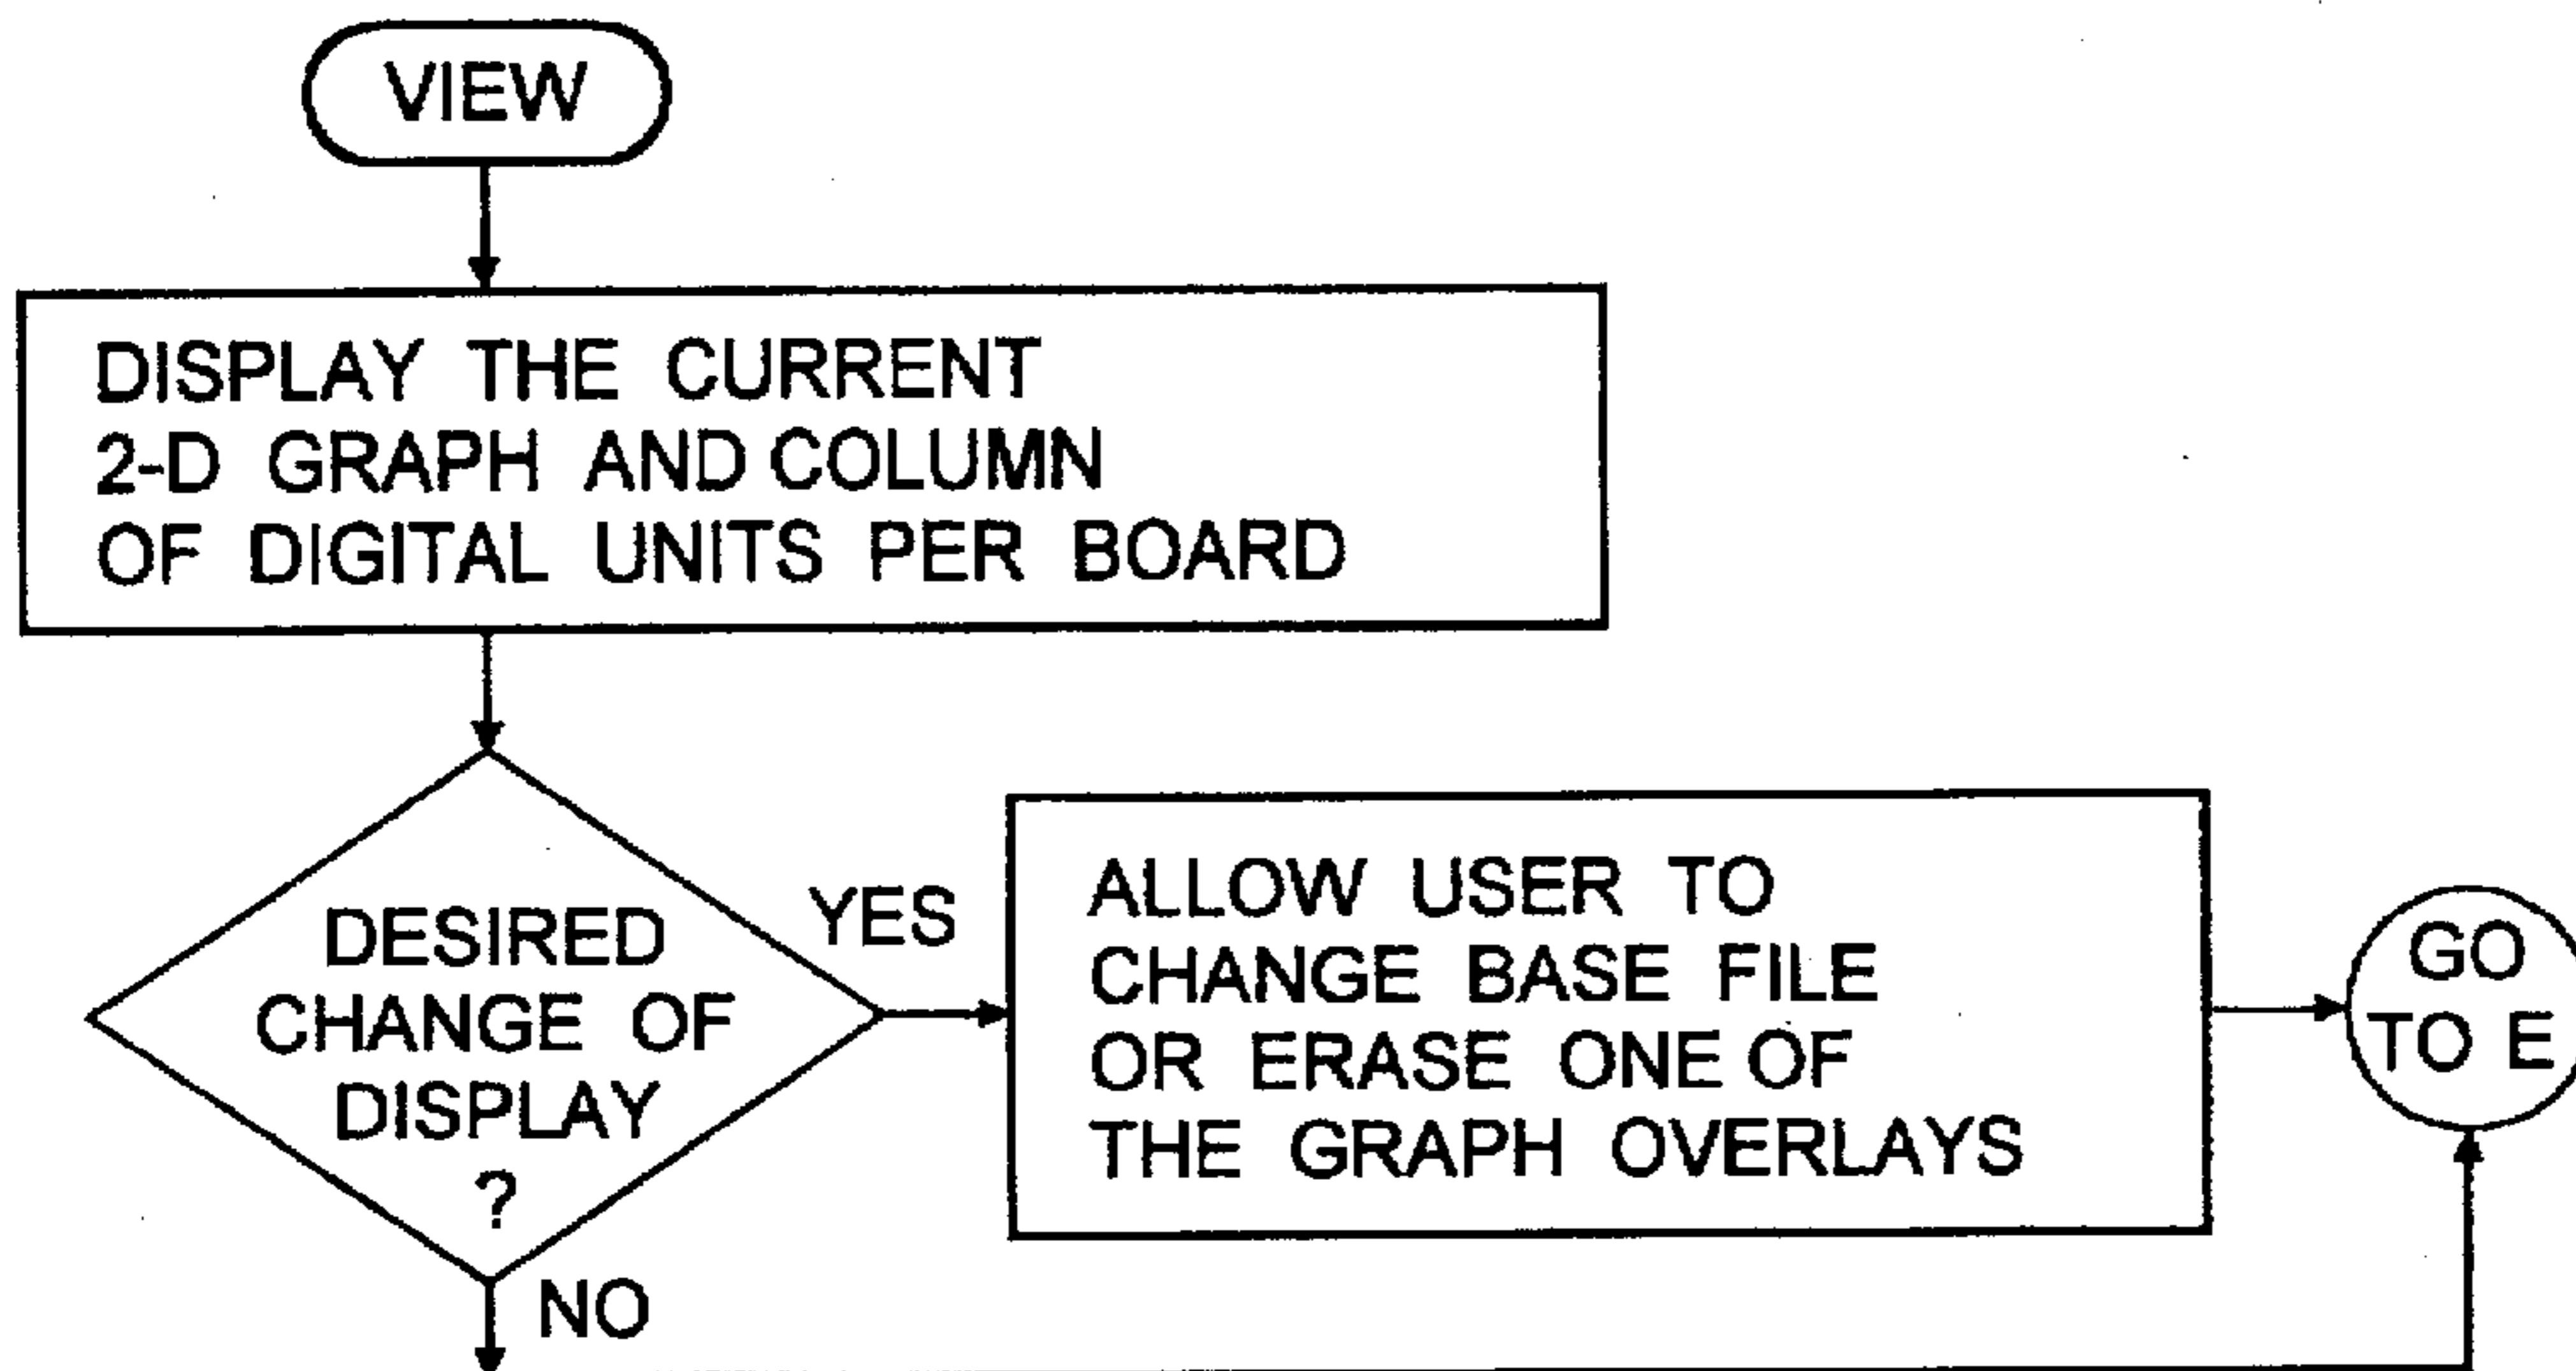 VIEW
DISPLAY THE CURRENT
2-D GRAPH AND COLUMN
OF DIGITAL UNITS PER BOARD
DESIRED
CHANGE OF
DISPLAY
?
YES
ALLOW USER TO
CHANGE BASE FILE
OR ERASE ONE OF
THE GRAPH OVERLAYS
GO
TO E
NO